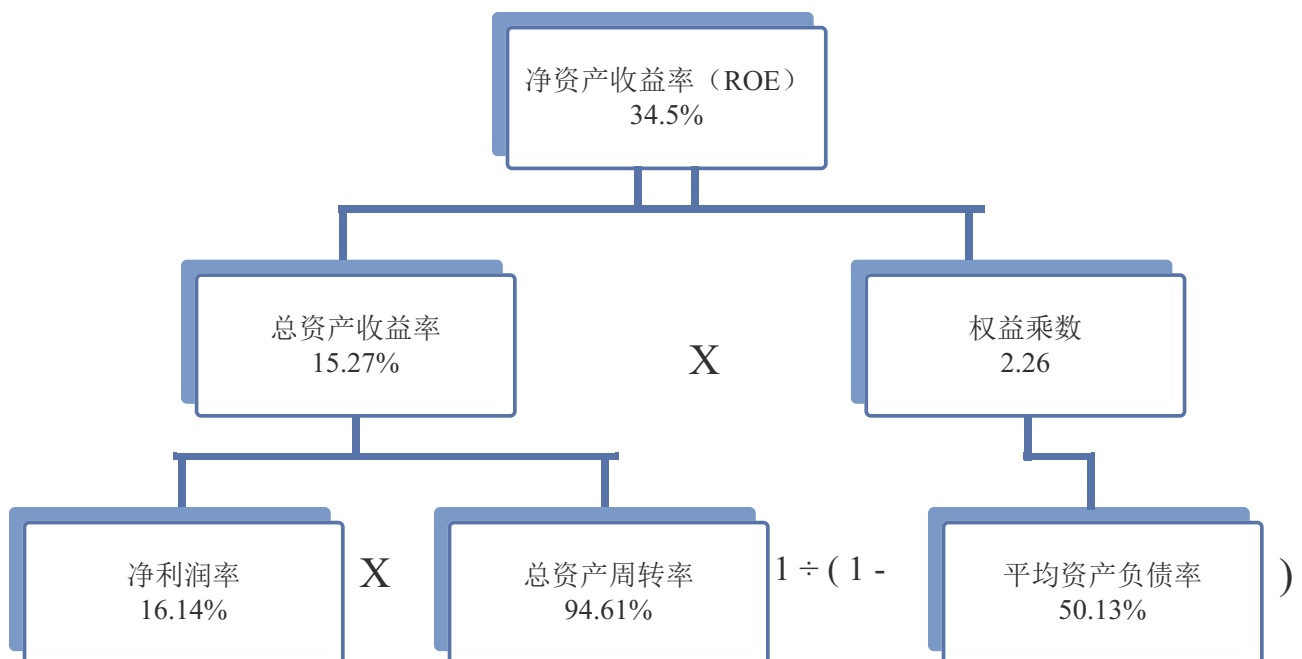 净资产收益率（ROE）
34.5%
总资产收益率
15.27%
X
权益乘数
2.26
净利润率
16.14%
X
总资产周转率
94.61%
1 ÷ ( 1 -
平均资产负债率
50.13%
)